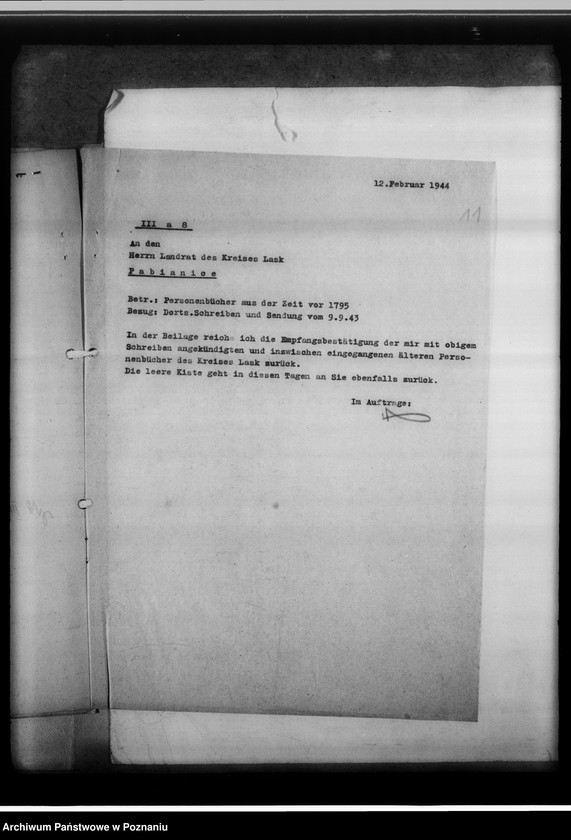 12.Februar 1944
11
III a 8
An den
Herrn Landrat des Kreises Lask
Pabianice
Betr.: Personenbücher aus der Zeit vor 1795
Bezug: Dorts.Schreiben und Sendung vom 9.9.43
In der Beilage reiche ich die Empfangsbestätigung der mir mit obigem
Schreiben angekündigten und inzwischen eingegangenen älteren Perso-
nenbücher des Kreises Lask zurück.
Die leere Kiste geht in diesen Tagen an Sie ebenfalls zurück.
Im Auftrage:
Archiwum Państwowe w Poznaniu